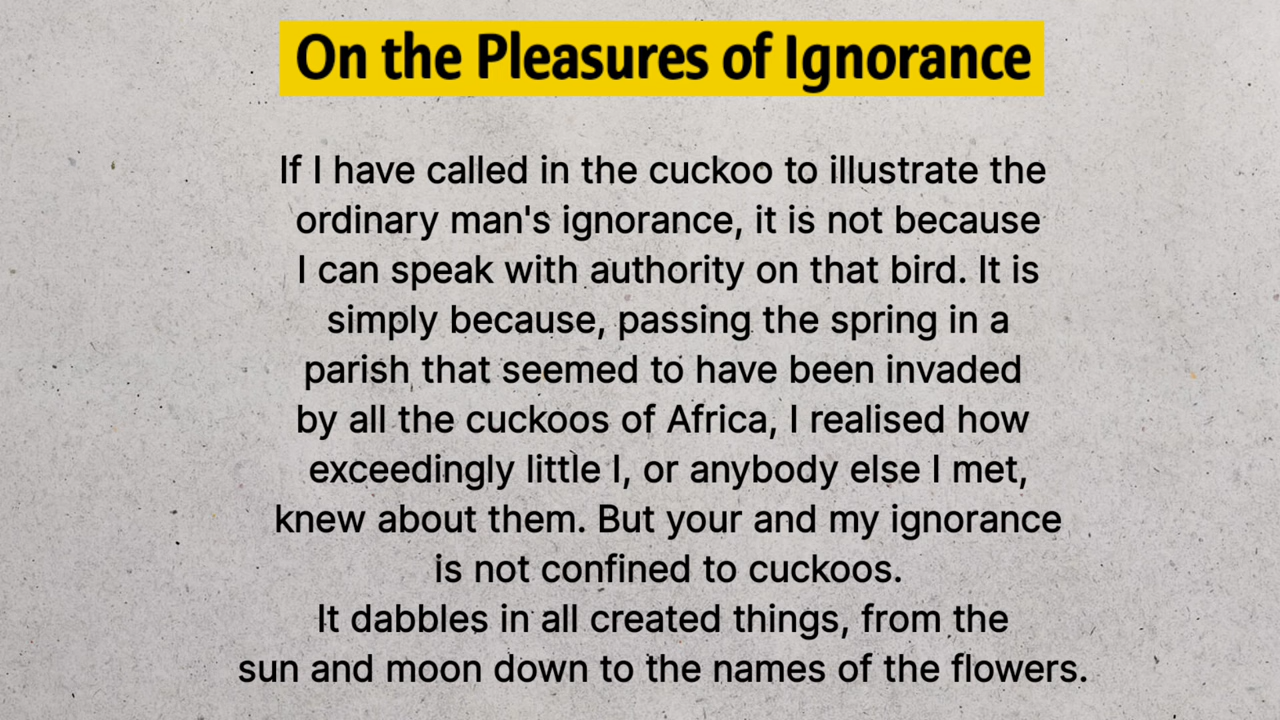 On the Pleasures of Ignorance
If I have called in the cuckoo to illustrate the
ordinary man's ignorance, it is not because
I can speak with authority on that bird. It is
simply because, passing the spring in a
parish that seemed to have been invaded
by all the cuckoos of Africa, I realised how
exceedingly little I, or anybody else I met,
knew about them. But your and my ignorance
is not confined to cuckoos.
It dabbles in all created things, from the
sun and moon down to the names of the flowers.